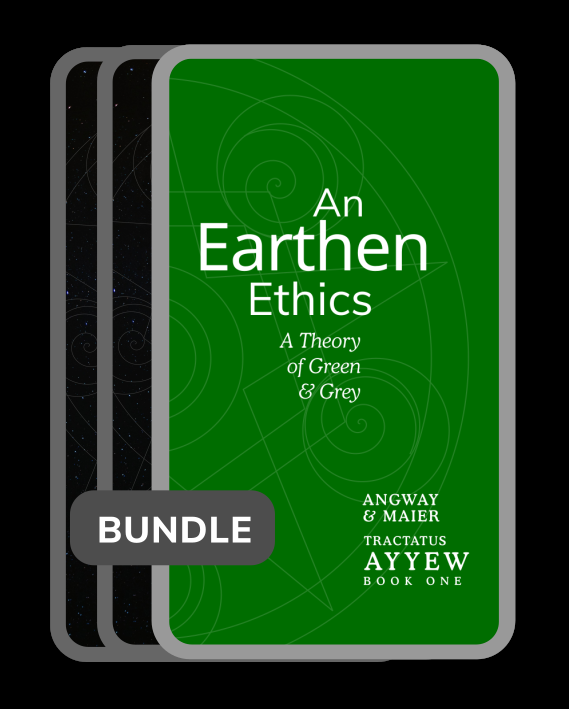 An
Earthen
Ethics
A Theory
of Green
& Grey
BUNDLE
ANGWAY
& MAIER
TRACTATUS
AYYEW
BOOK ONE